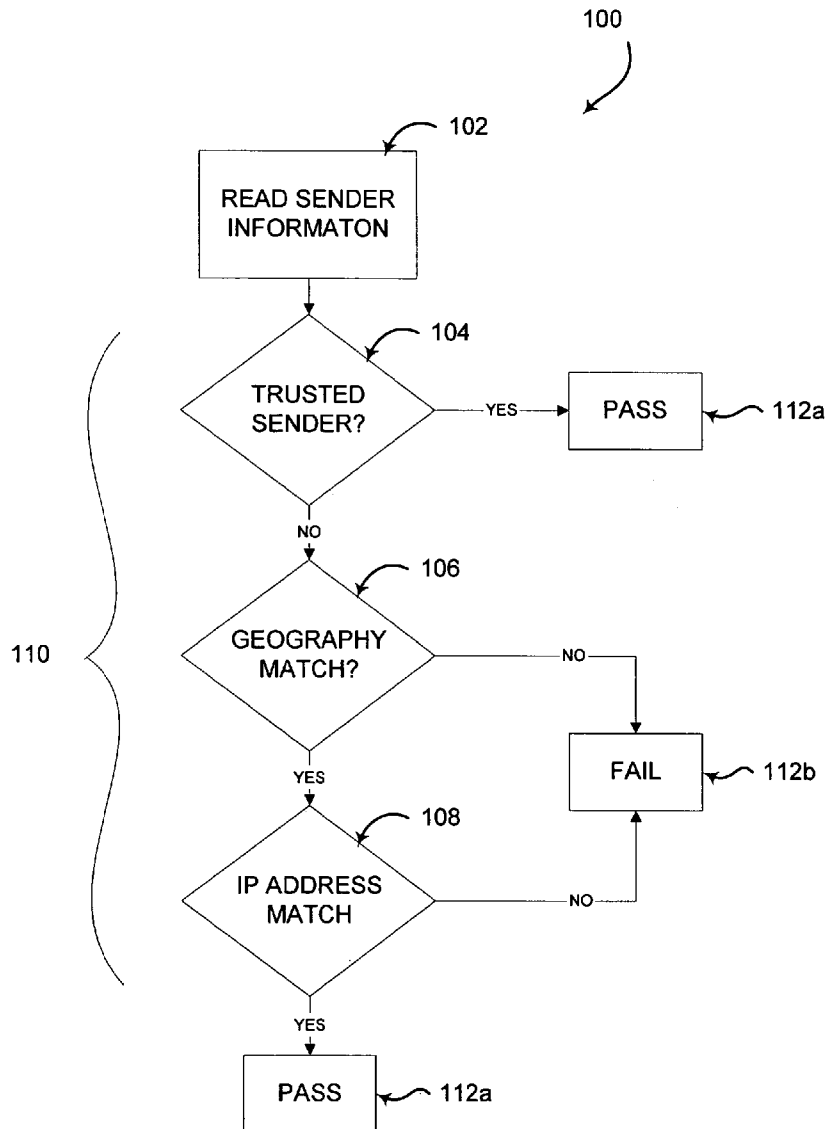 100
102
READ SENDER
INFORMATON
104
TRUSTED
SENDER?
YES
PASS
112a
NO
106
GEOGRAPHY
MATCH?
NO
110
FAIL
112b
YES
108
IP ADDRESS
MATCH
NO
YES
PASS
112a